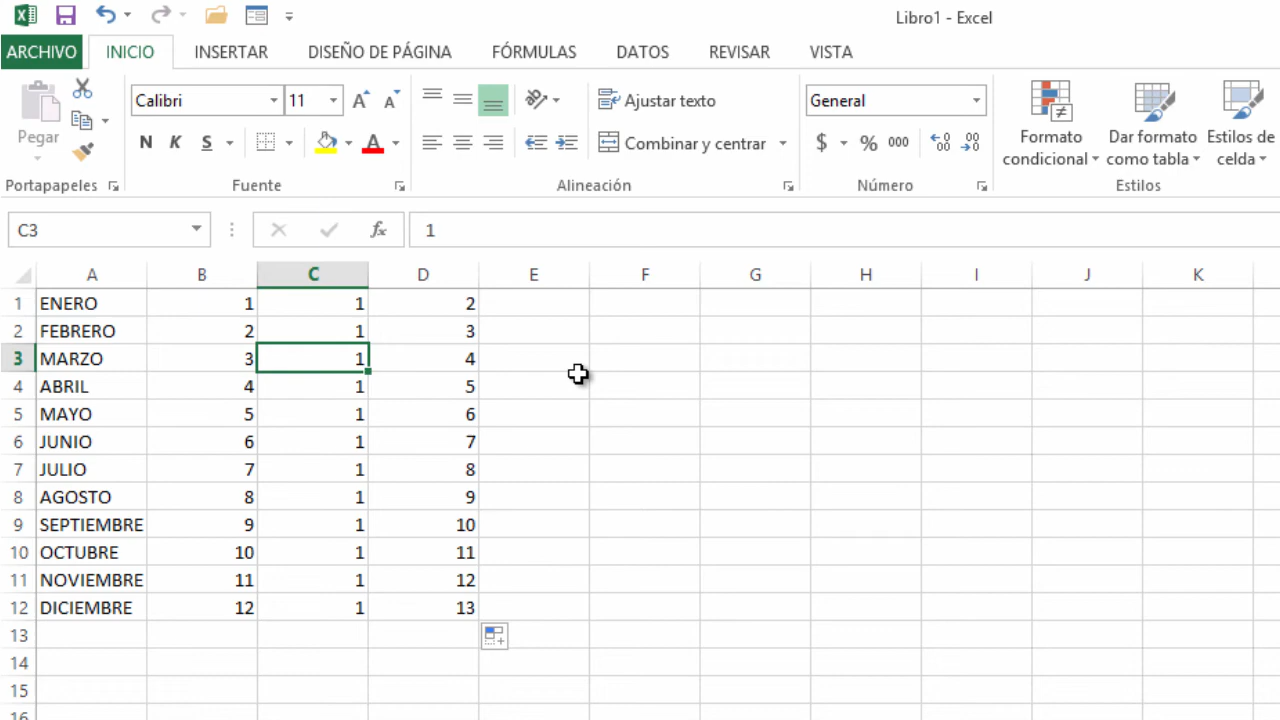 Libro1 - Excel
ARCHIVO INICIO INSERTAR DISEÑO DE PÁGINA FÓRMULAS DATOS REVISAR VISTA
Pegar
Calibri 11
A A
Ajustar texto
General
N K S A
Combinar y centrar
$ % 000
Formato condicional
Dar formato como tabla
Estilos de celda
Portapapeles Fuente Alineación Número Estilos
C3 fx 1
A B C D E F G H I J K
1 ENERO 1 1 2
2 FEBRERO 2 1 3
3 MARZO 3 1 4
4 ABRIL 4 1 5
5 MAYO 5 1 6
6 JUNIO 6 1 7
7 JULIO 7 1 8
8 AGOSTO 8 1 9
9 SEPTIEMBRE 9 1 10
10 OCTUBRE 10 1 11
11 NOVIEMBRE 11 1 12
12 DICIEMBRE 12 1 13
13
14
15
16